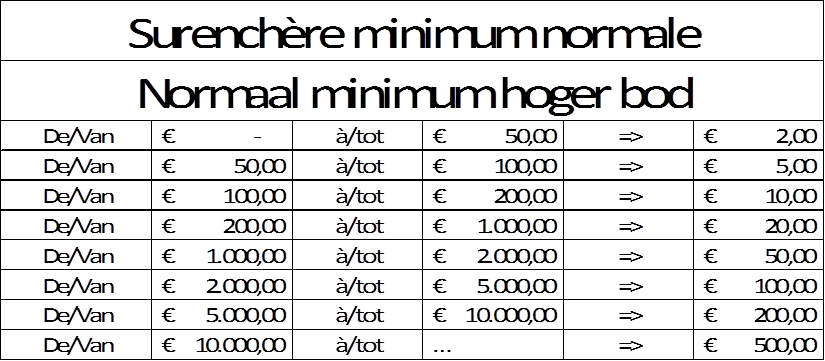 Surenchère minimum normale
Normaal minimum hoger bod
De/Van € - à/tot € 50,00 => € 2,00
De/Van € 50,00 à/tot € 100,00 => € 5,00
De/Van € 100,00 à/tot € 200,00 => € 10,00
De/Van € 200,00 à/tot € 1.000,00 => € 20,00
De/Van € 1.000,00 à/tot € 2.000,00 => € 50,00
De/Van € 2.000,00 à/tot € 5.000,00 => € 100,00
De/Van € 5.000,00 à/tot € 10.000,00 => € 200,00
De/Van € 10.000,00 à/tot ... => € 500,00